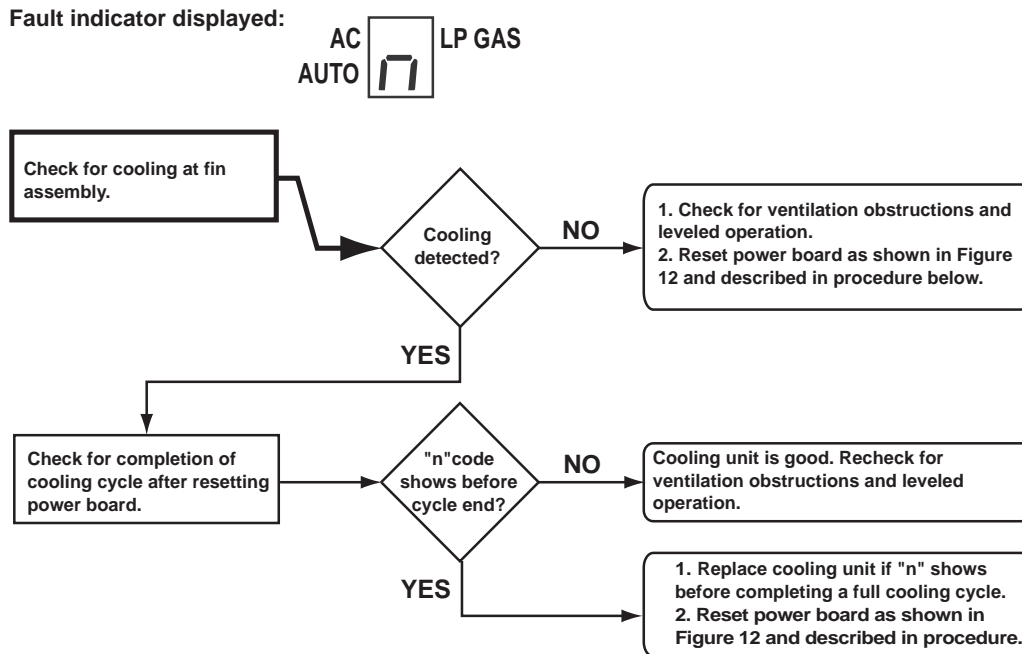 Fault indicator displayed:
AC
LP GAS
AUTO
n
Check for cooling at fin
assembly.
Cooling
detected?
NO
1. Check for ventilation obstructions and
leveled operation.
2. Reset power board as shown in Figure
12 and described in procedure below.
YES
Check for completion of
cooling cycle after resetting
power board.
"n"code
shows before
cycle end?
NO
Cooling unit is good. Recheck for
ventilation obstructions and leveled
operation.
YES
1. Replace cooling unit if "n" shows
before completing a full cooling cycle.
2. Reset power board as shown in
Figure 12 and described in procedure.